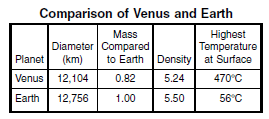 Comparison of Venus and Earth
Planet | Diameter (km) | Mass Compared to Earth | Density | Highest Temperature at Surface
Venus | 12,104 | 0.82 | 5.24 | 470°C
Earth | 12,756 | 1.00 | 5.50 | 56°C